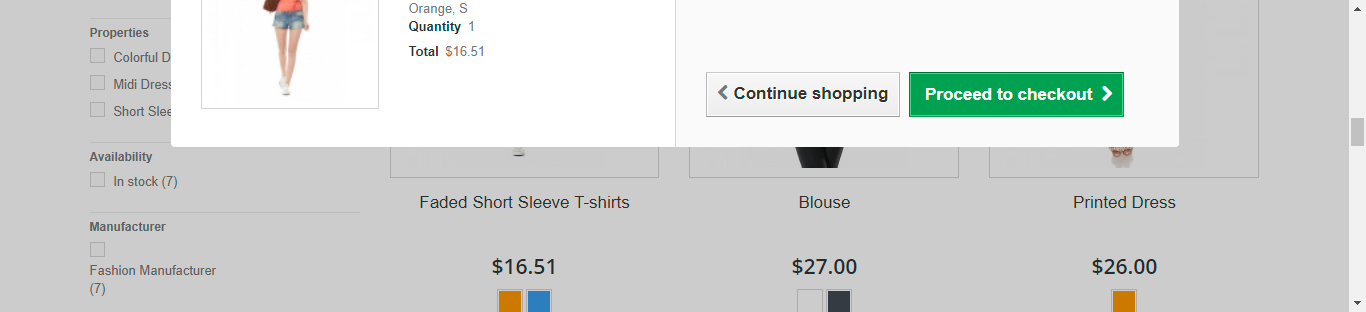 Orange, S
Quantity 1
Total $16.51
Continue shopping
Proceed to checkout
Properties
Colorful D
Midi Dress
Short Slee
Availability
In stock (7)
Manufacturer
Fashion Manufacturer
(7)
Faded Short Sleeve T-shirts
Blouse
Printed Dress
$16.51
$27.00
$26.00